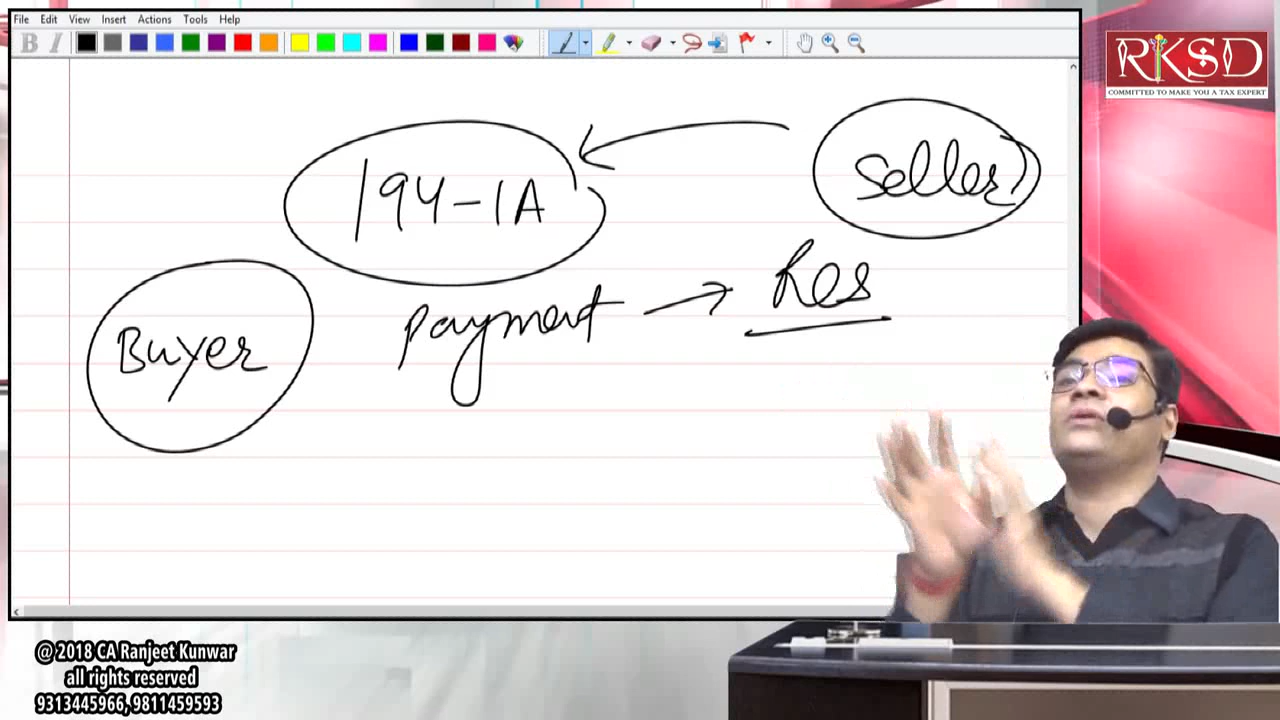 File Edit View Insert Actions Tools Help
B I
RKSD
COMMITTED TO MAKE YOU A TAX EXPERT
194-1A
Seller
Buyer
payment → Res
@ 2018 CA Ranjeet Kunwar
all rights reserved
9313445966, 9811459593